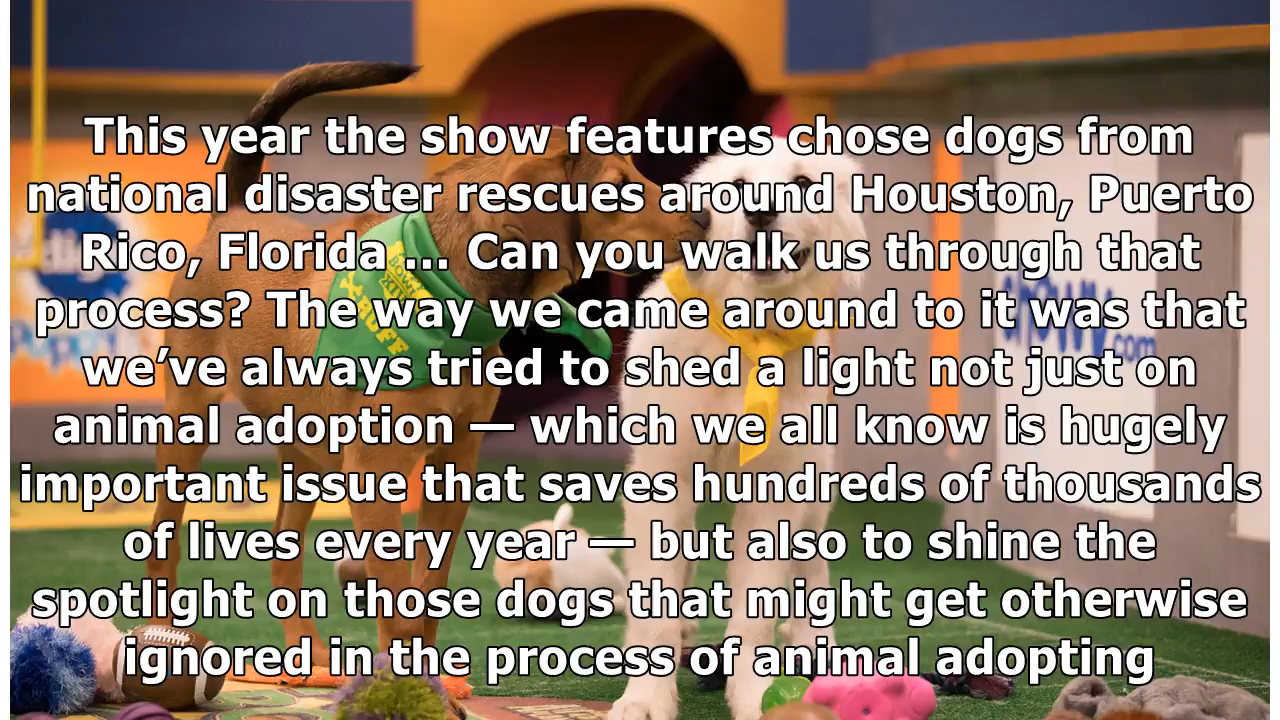 This year the show features chose dogs from
national disaster rescues around Houston, Puerto
Rico, Florida ... Can you walk us through that
process? The way we came around to it was that
we’ve always tried to shed a light not just on
animal adoption — which we all know is hugely
important issue that saves hundreds of thousands
of lives every year — but also to shine the
spotlight on those dogs that might get otherwise
ignored in the process of animal adopting
RUFF
chewy.com